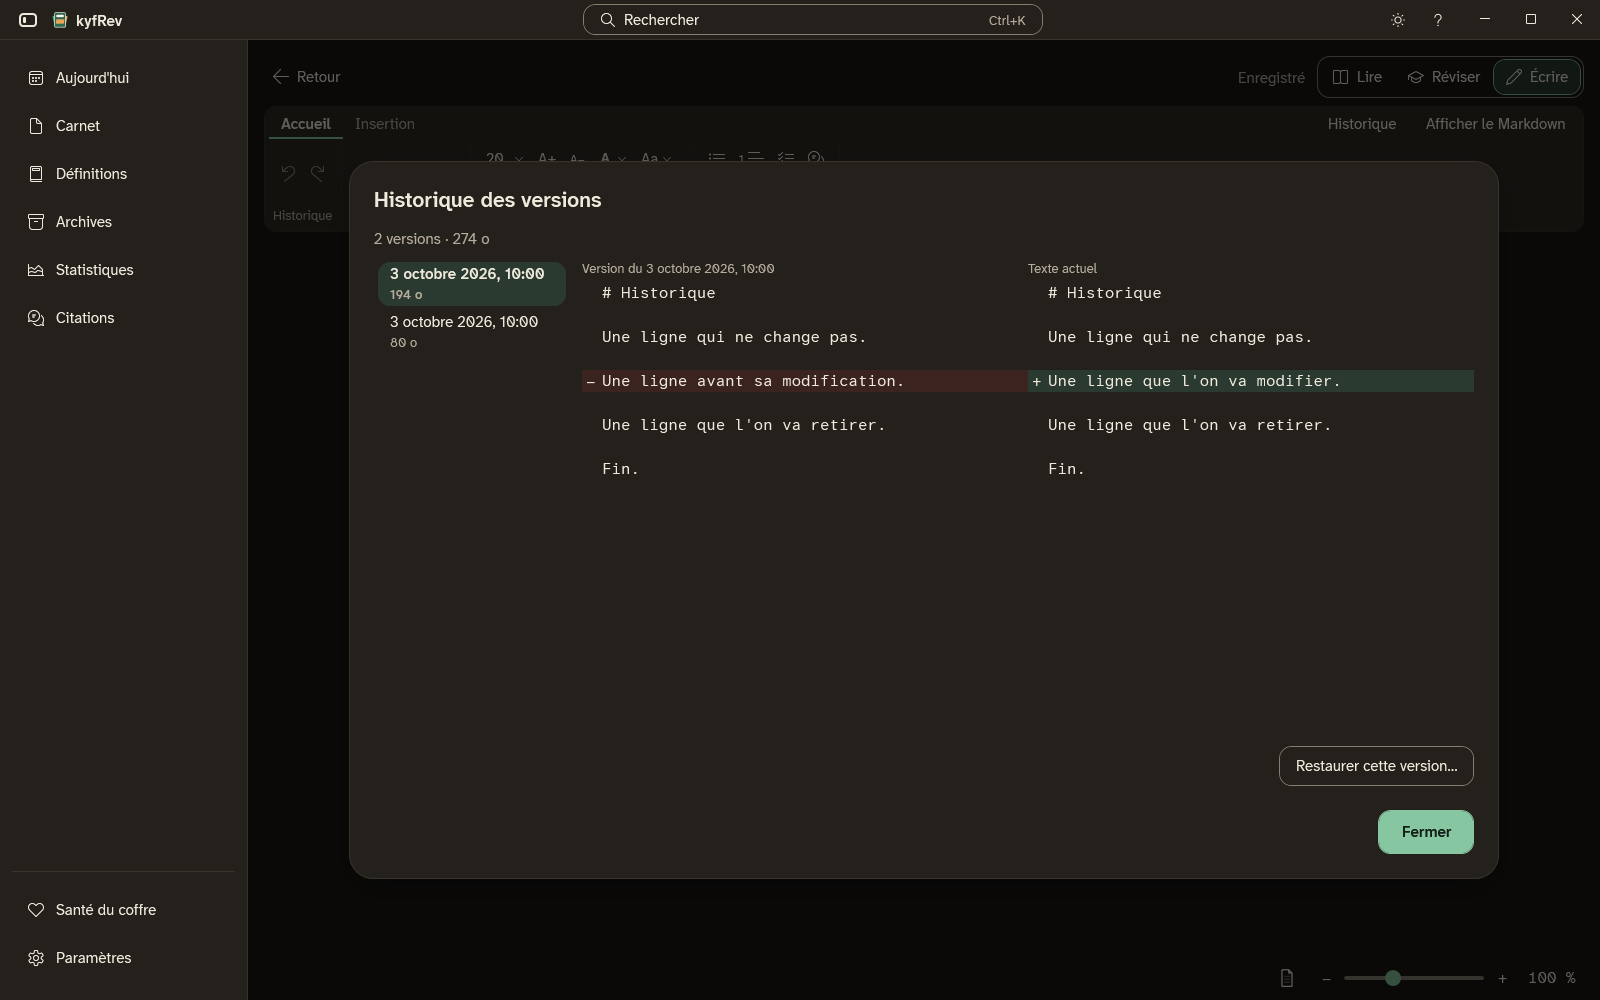 kyfRev
Rechercher
Ctrl+K
?
Aujourd'hui
Carnet
Définitions
Archives
Statistiques
Citations
Santé du coffre
Paramètres
Retour
Enregistré
Lire
Réviser
Écrire
Accueil
Insertion
Historique
Afficher le Markdown
20
A+
A−
A
Aa
Historique
Historique des versions
2 versions · 274 o
3 octobre 2026, 10:00
194 o
3 octobre 2026, 10:00
80 o
Version du 3 octobre 2026, 10:00
# Historique
Une ligne qui ne change pas.
– Une ligne avant sa modification.
Une ligne que l'on va retirer.
Fin.
Texte actuel
# Historique
Une ligne qui ne change pas.
+ Une ligne que l'on va modifier.
Une ligne que l'on va retirer.
Fin.
Restaurer cette version...
Fermer
− + 100 %